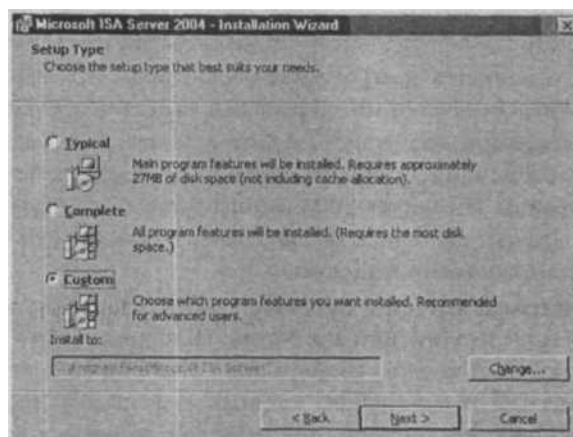 Microsoft ISA Server 2004 - Installation Wizard
Setup Type
Choose the setup type that best suits your needs.
Typical
Main program features will be installed. Requires approximately
27MB of disk space (not including cache allocation).
Complete
All program features will be installed. (Requires the most disk
space.)
Custom
Choose which program features you want installed. Recommended
for advanced users.
Install to:
Change...
< Back
Next >
Cancel